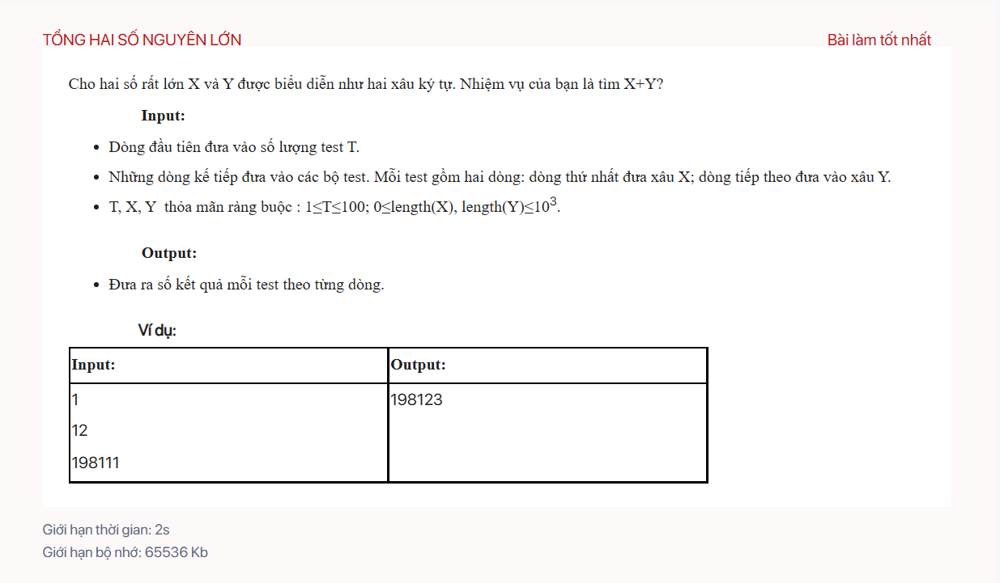 TỔNG HAI SỐ NGUYÊN LỚN
Bài làm tốt nhất
Cho hai số rất lớn X và Y được biểu diễn như hai xâu ký tự. Nhiệm vụ của bạn là tìm X+Y?
Input:
• Dòng đầu tiên đưa vào số lượng test T.
• Những dòng kế tiếp đưa vào các bộ test. Mỗi test gồm hai dòng: dòng thứ nhất đưa xâu X; dòng tiếp theo đưa vào xâu Y.
• T, X, Y thỏa mãn ràng buộc : 1≤T≤100; 0≤length(X), length(Y)≤10³.
Output:
• Đưa ra số kết quả mỗi test theo từng dòng.
Ví dụ:
Input:
Output:
1
198123
12
198111
Giới hạn thời gian: 2s
Giới hạn bộ nhớ: 65536 Kb